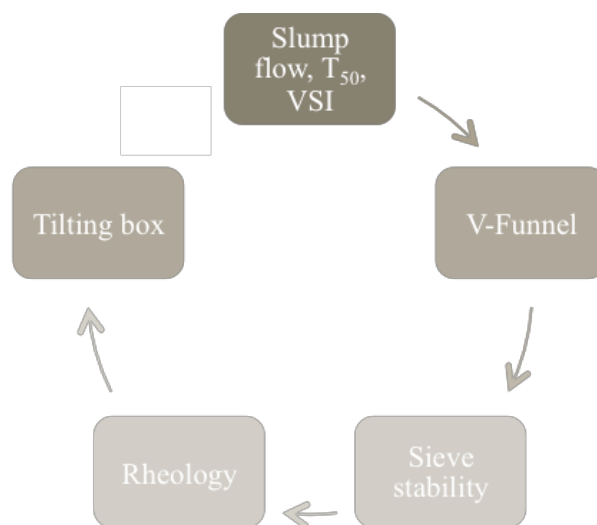 Slump
flow, T₅₀,
VSI
V-Funnel
Sieve
stability
Rheology
Tilting box